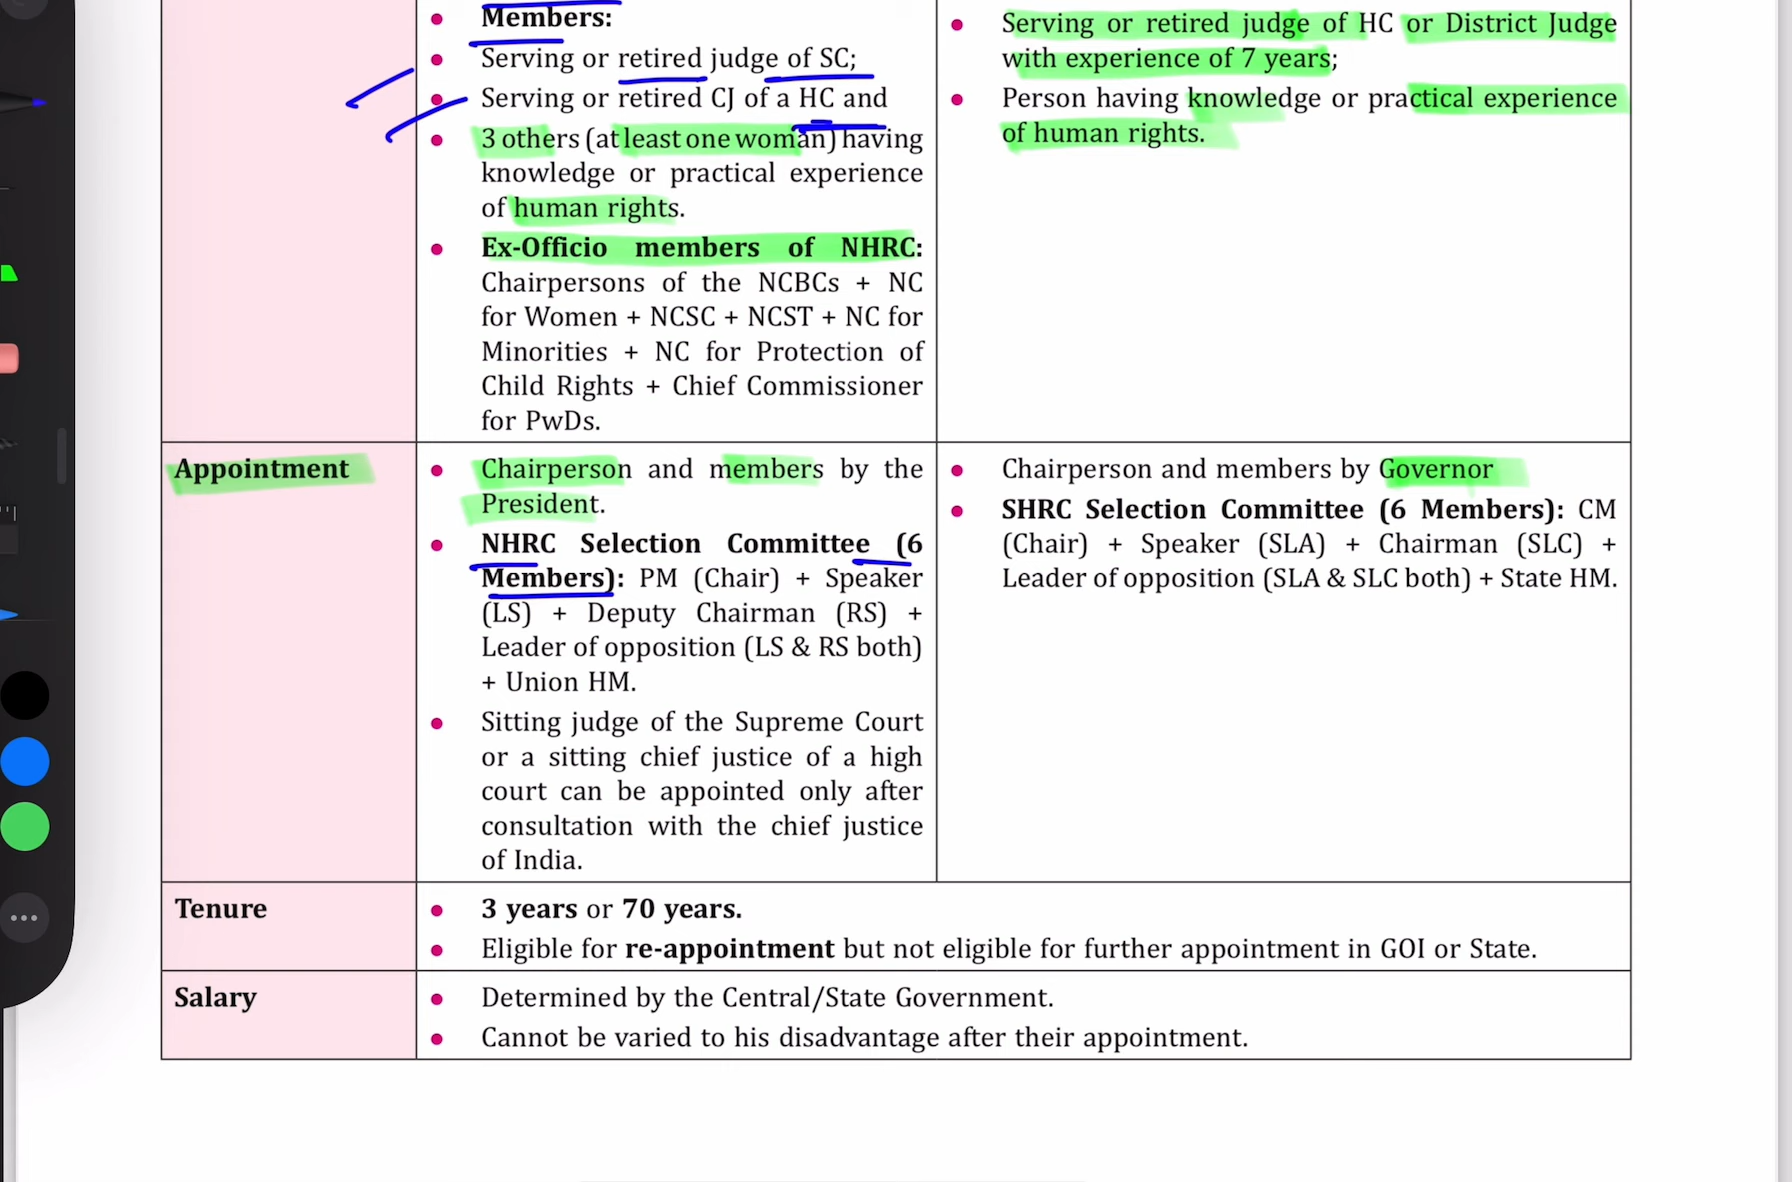 Members:
Serving or retired judge of SC;
Serving or retired CJ of a HC and
3 others (at least one woman) having
knowledge or practical experience
of human rights.
Ex-Officio members of NHRC:
Chairpersons of the NCBCs + NC
for Women + NCSC + NCST + NC for
Minorities + NC for Protection of
Child Rights + Chief Commissioner
for PwDs.
Serving or retired judge of HC or District Judge
with experience of 7 years;
Person having knowledge or practical experience
of human rights.
Appointment
Chairperson and members by the
President.
NHRC Selection Committee (6
Members): PM (Chair) + Speaker
(LS) + Deputy Chairman (RS) +
Leader of opposition (LS & RS both)
+ Union HM.
Sitting judge of the Supreme Court
or a sitting chief justice of a high
court can be appointed only after
consultation with the chief justice
of India.
Chairperson and members by Governor
SHRC Selection Committee (6 Members): CM
(Chair) + Speaker (SLA) + Chairman (SLC) +
Leader of opposition (SLA & SLC both) + State HM.
Tenure
3 years or 70 years.
Eligible for re-appointment but not eligible for further appointment in GOI or State.
Salary
Determined by the Central/State Government.
Cannot be varied to his disadvantage after their appointment.